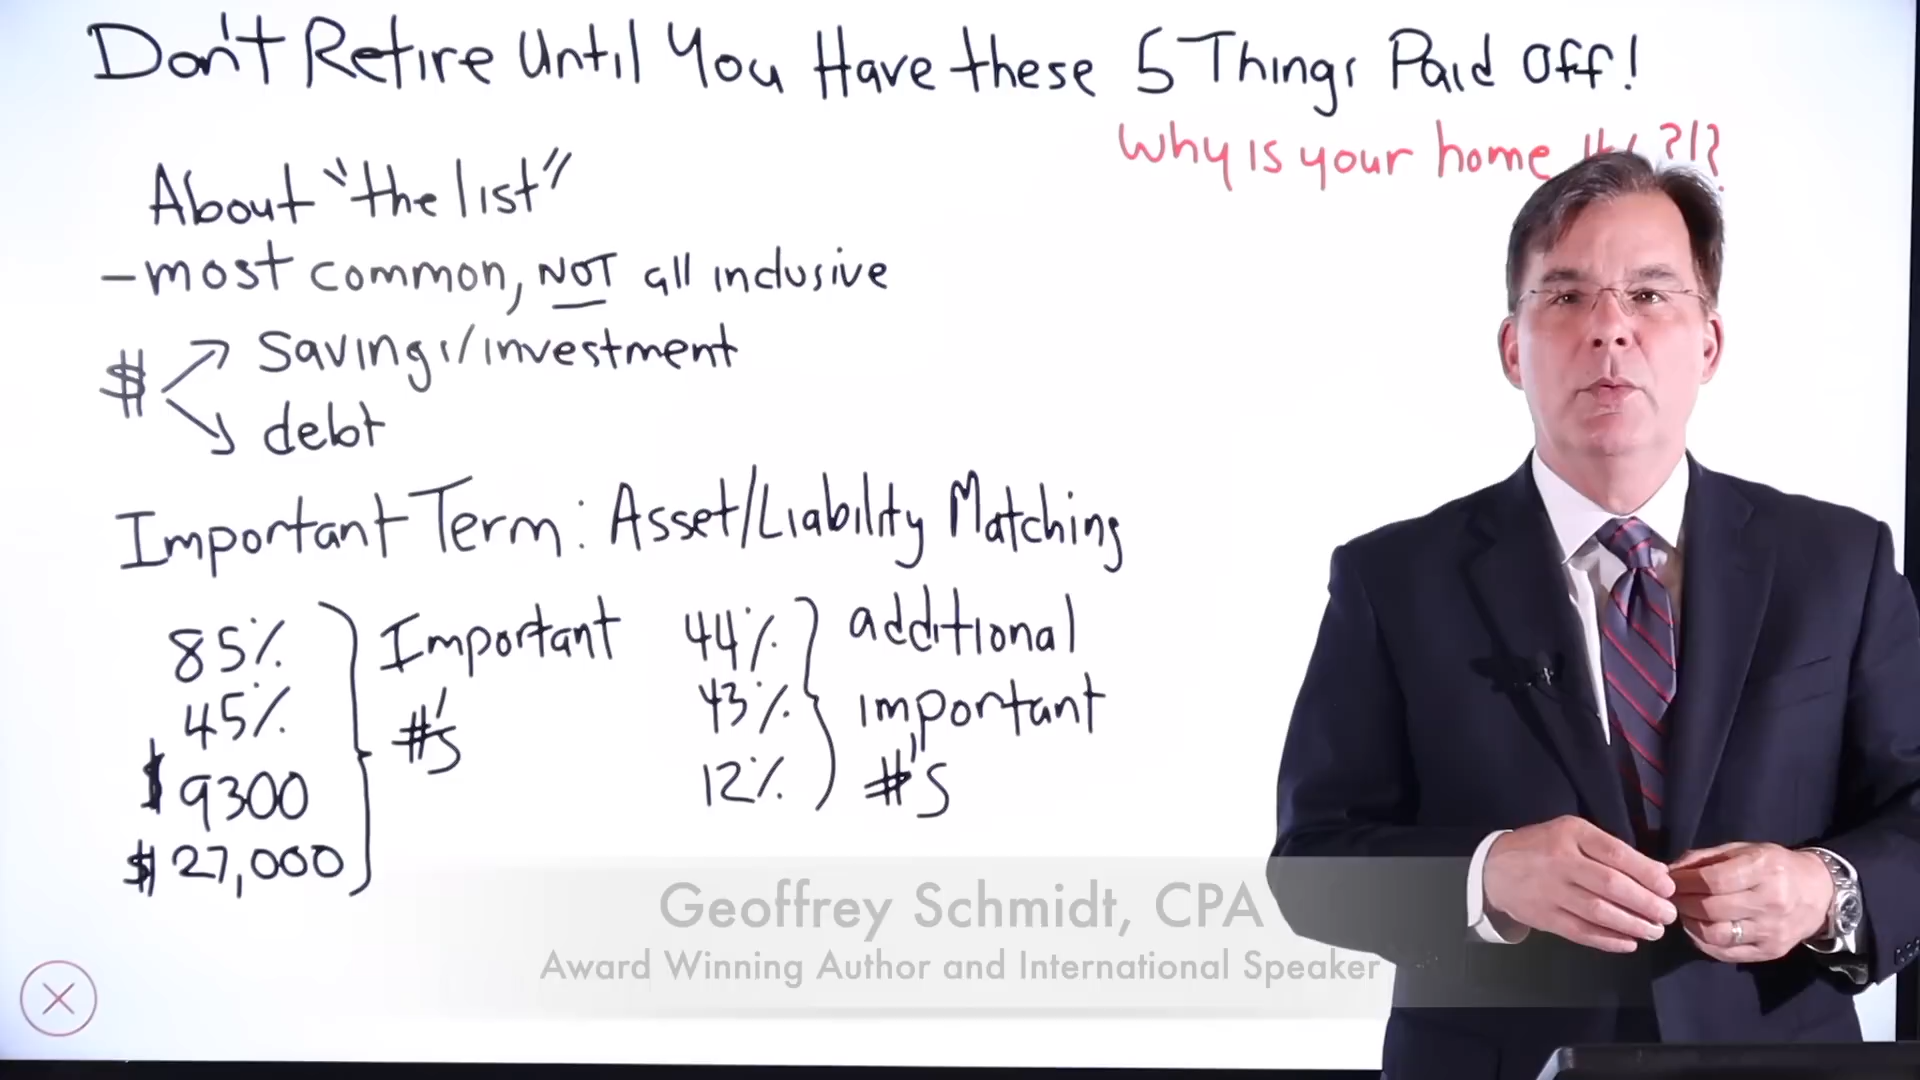 Don't Retire Until You Have these 5 Things Paid Off!
Why is your home ?!?
About "the list"
- most common, NOT all inclusive
$
Savings/investment
debt
Important Term: Asset/Liability Matching
85%
45%
$9300
$27,000
Important
#'s
44%
43%
12%
additional
important
#'s
Geoffrey Schmidt, CPA
Award Winning Author and International Speaker